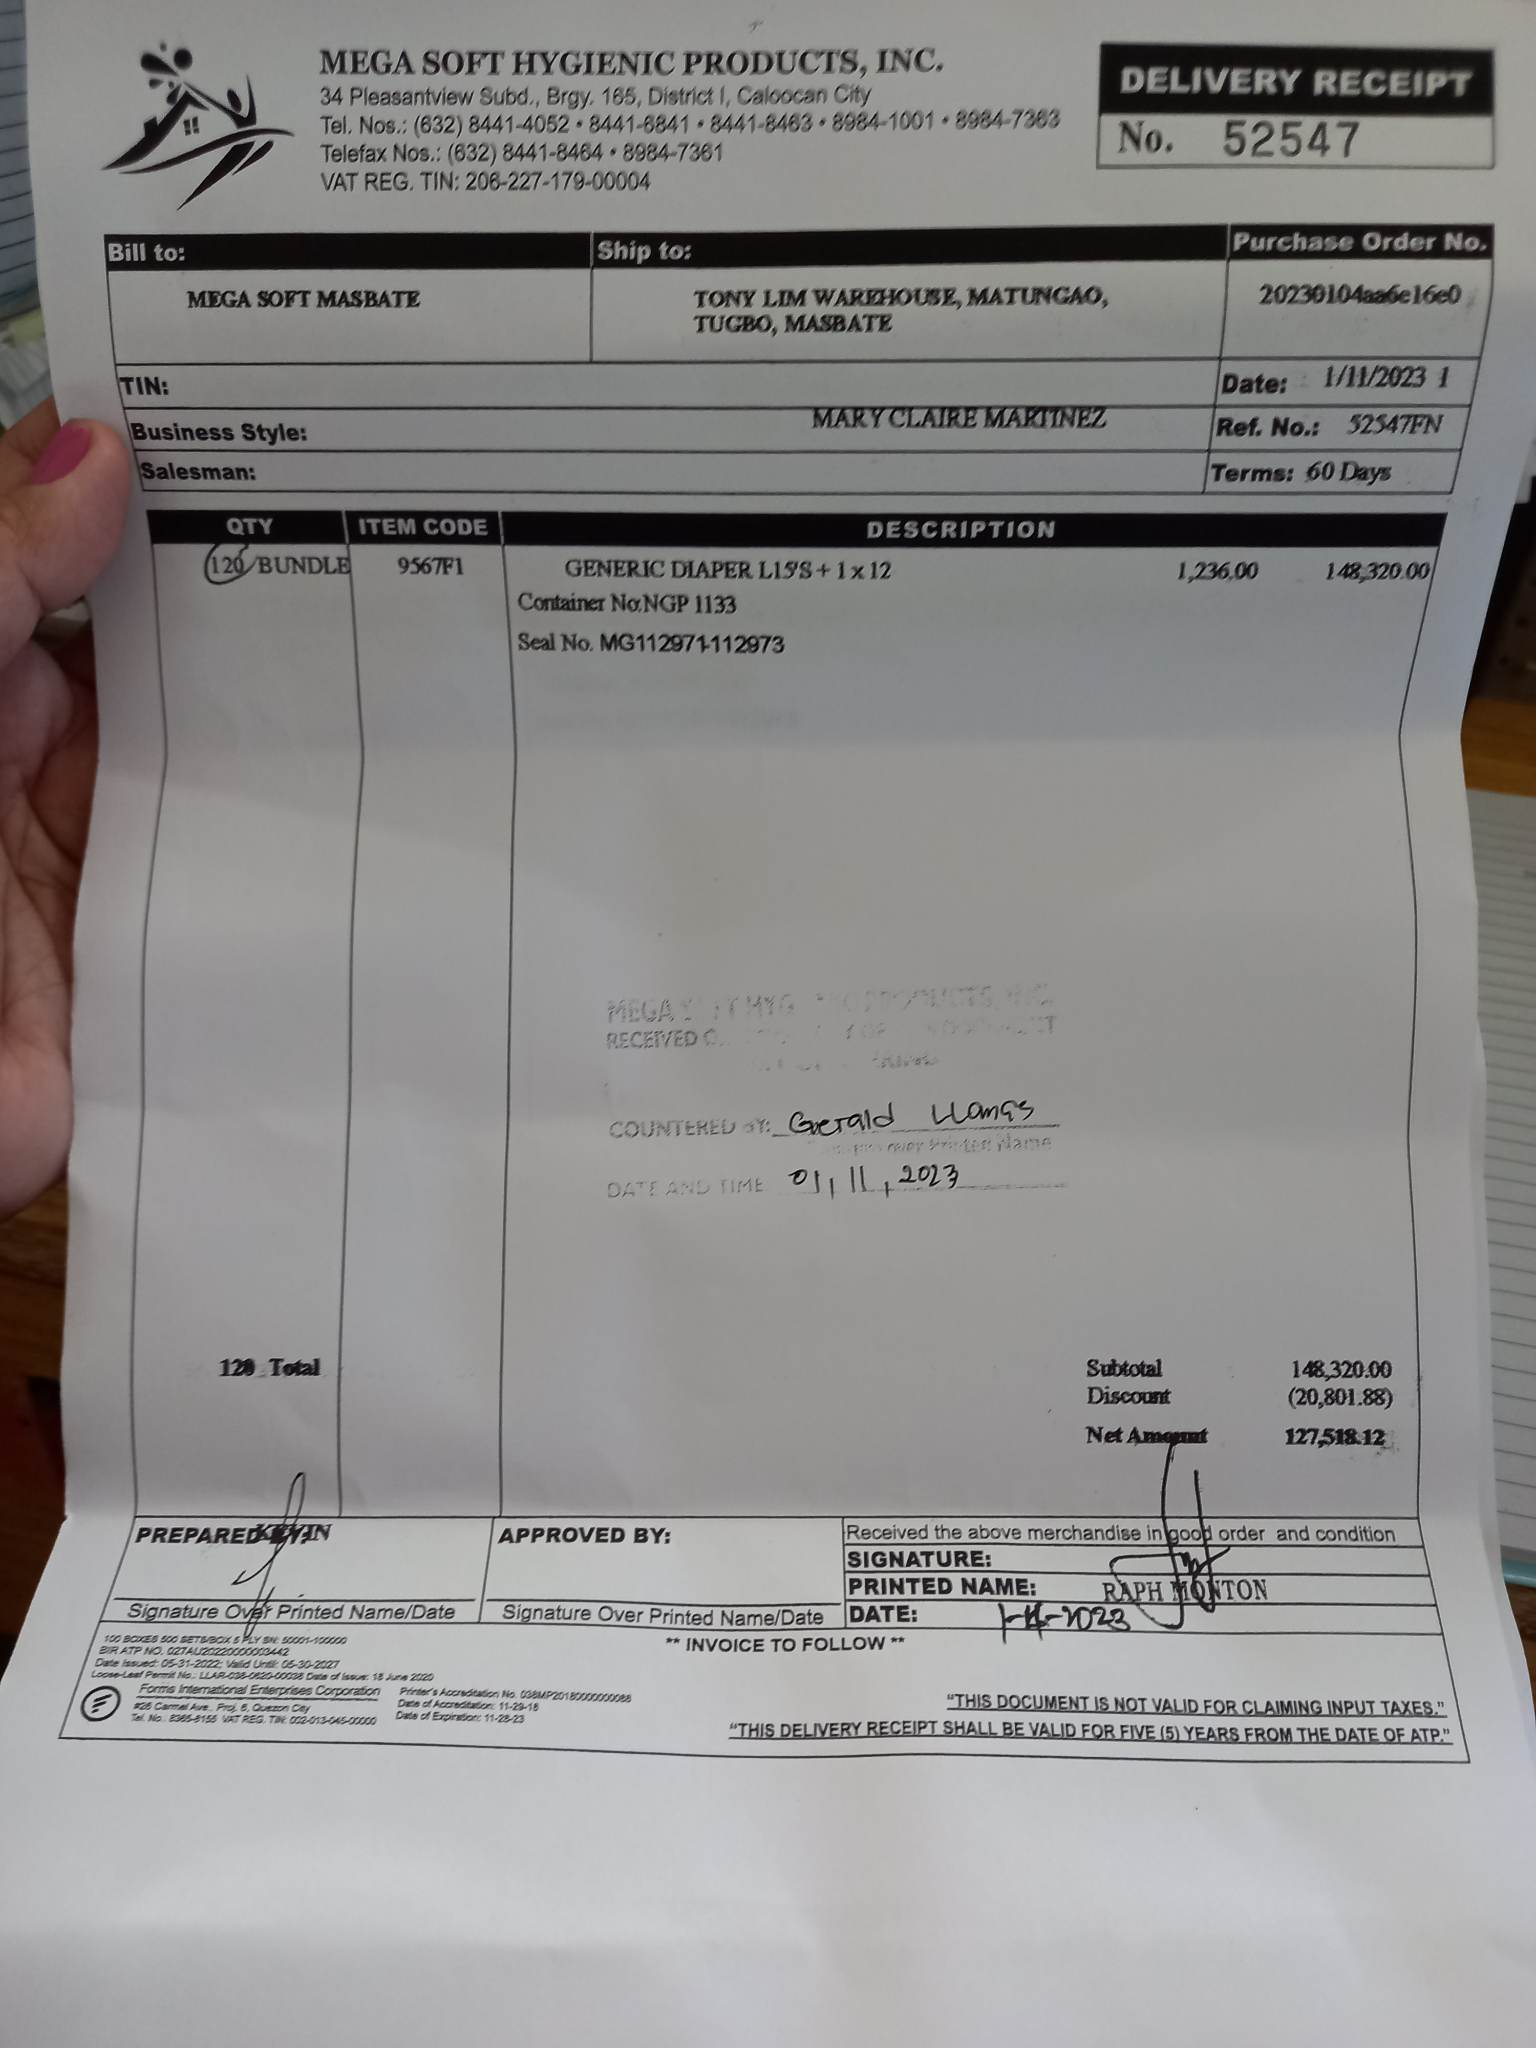 MEGA SOFT HYGIENIC PRODUCTS, INC.
34 Pleasantview Subd., Brgy. 165, District I, Caloocan City
Tel. Nos.: (632) 8441-4052 • 8441-6841 • 8441-8463 • 8984-1001 • 8984-7363
Telefax Nos.: (632) 8441-8464 • 8984-7361
VAT REG. TIN: 206-227-179-00004
DELIVERY RECEIPT
No. 52547
Bill to: Ship to: Purchase Order No.
MEGA SOFT MASBATE TONY LIM WAREHOUSE, MATUNGAO, 20230104aa6e16e0
TUGBO, MASBATE
TIN: Date: 1/11/2023 1
MARY CLAIRE MARTINEZ
Business Style: Ref. No.: 52547FN
Salesman: Terms: 60 Days
QTY ITEM CODE DESCRIPTION
120/BUNDLE 9567F1 GENERIC DIAPER L15'S + 1 x 12 1,236.00 148,320.00
Container No:NGP 1133
Seal No. MG112971-112973
MEGA
RECEIVED
COUNTERED BY: Gerald Llamas
over Printed Name
DATE AND TIME 01, 11, 2023
120 Total Subtotal 148,320.00
Discount (20,801.88)
Net Amount 127,518.12
PREPARED BY: KEVIN APPROVED BY: Received the above merchandise in good order and condition
SIGNATURE:
PRINTED NAME: RAPH MONTON
Signature Over Printed Name/Date Signature Over Printed Name/Date DATE: 1-11-2023
100 BOXES 500 SETS/BOX 5 PLY SN: 50001-100000
** INVOICE TO FOLLOW **
BIR ATP NO. 027AU20220000003442
Date Issued: 05-31-2022; Valid Until: 05-30-2027
Loose-Leaf Permit No.: LLAR-038-0620-00038 Date of Issue: 18 June 2020
Forms International Enterprises Corporation Printer's Accreditation No. 038MP20180000000088
#26 Carmel Ave., Proj. 6, Quezon City Date of Accreditation: 11-29-18
Tel. No.: 8365-8155 VAT REG. TIN: 002-013-045-00000 Date of Expiration: 11-28-23
"THIS DOCUMENT IS NOT VALID FOR CLAIMING INPUT TAXES."
"THIS DELIVERY RECEIPT SHALL BE VALID FOR FIVE (5) YEARS FROM THE DATE OF ATP."